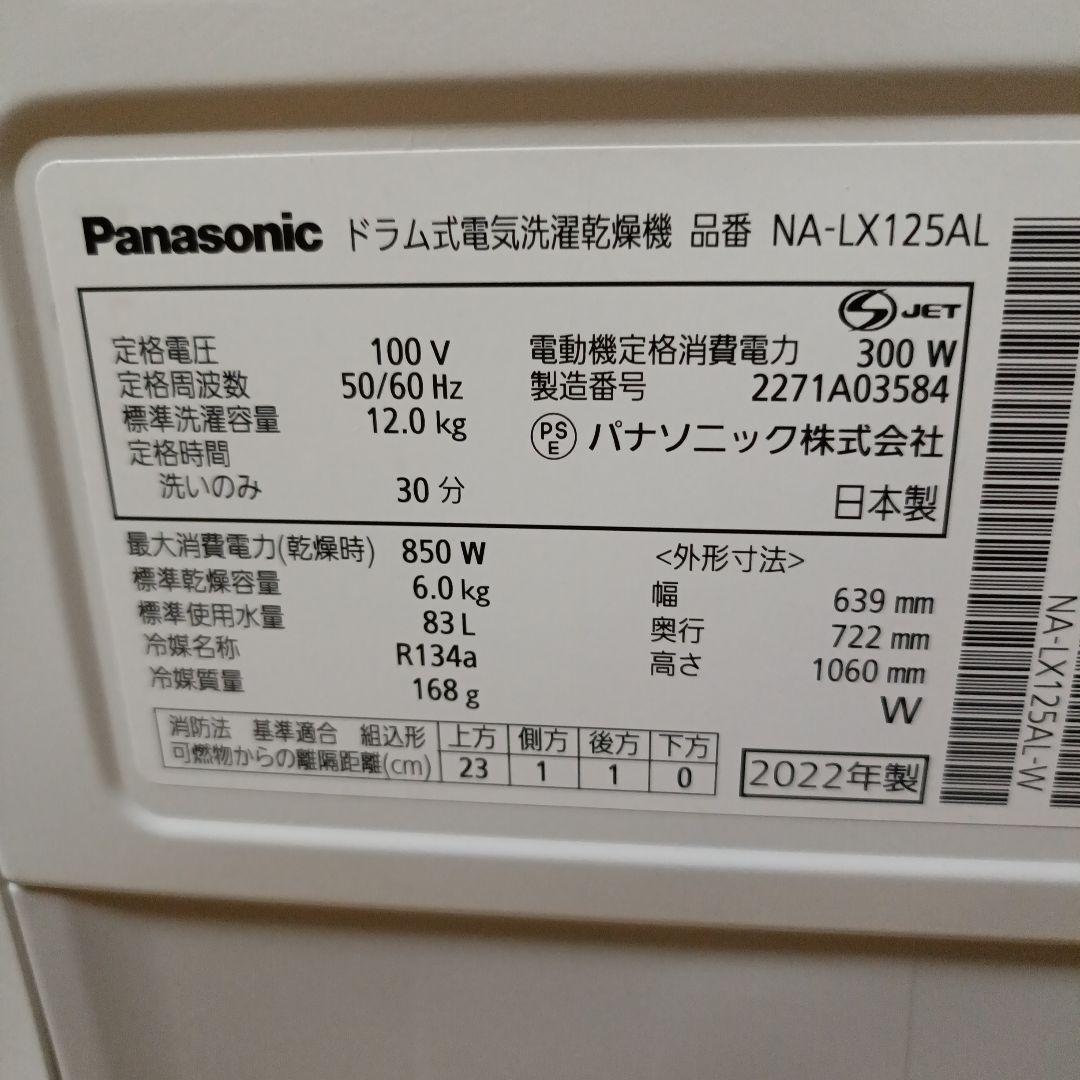 Panasonic ドラム式電気洗濯乾燥機 品番 NA-LX125AL
S JET
定格電圧 100 V
定格周波数 50/60 Hz
標準洗濯容量 12.0 kg
定格時間
洗いのみ 30 分
電動機定格消費電力 300 W
製造番号 2271A03584
PS E パナソニック株式会社
日本製
最大消費電力(乾燥時) 850 W
標準乾燥容量 6.0 kg
標準使用水量 83 L
冷媒名称 R134a
冷媒質量 168 g
<外形寸法>
幅 639 mm
奥行 722 mm
高さ 1060 mm
W
消防法 基準適合 組込形 上方 側方 後方 下方
可燃物からの離隔距離(cm) 23 1 1 0
2022年製
NA-LX125AL-W